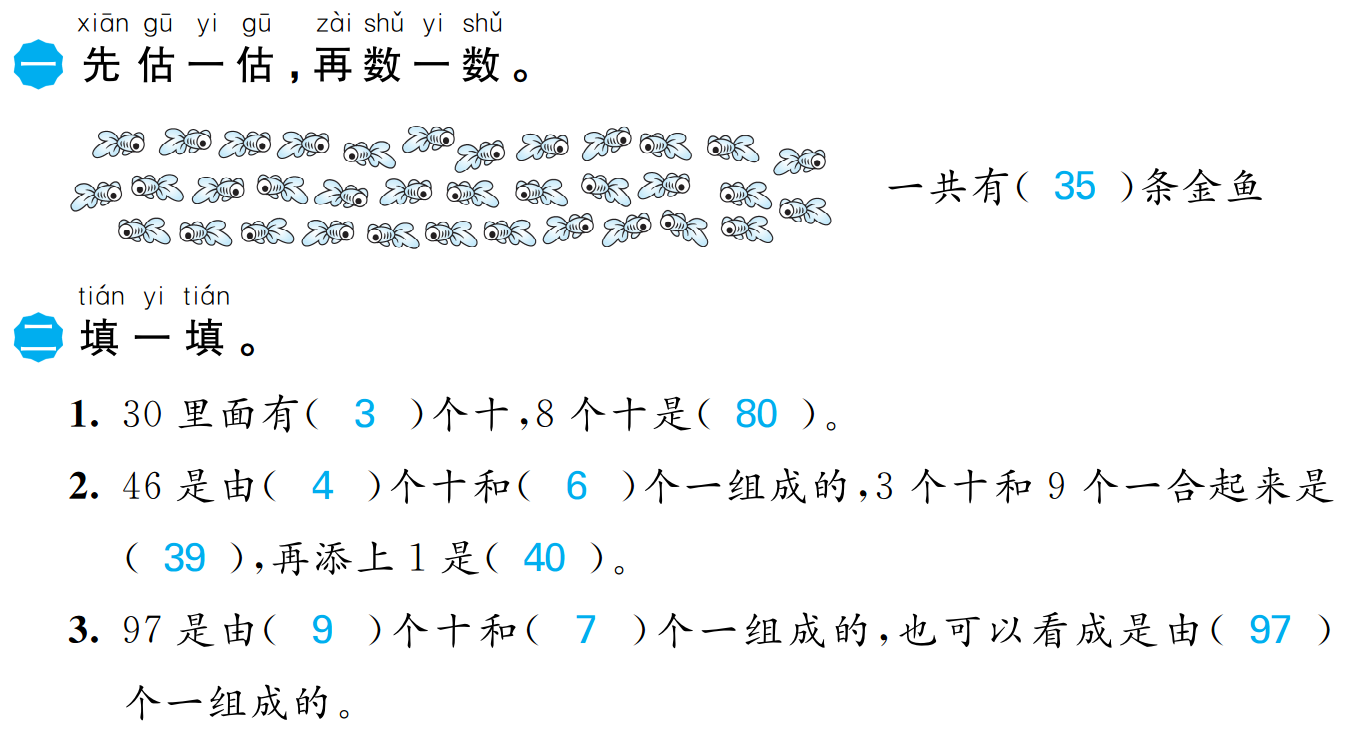 xiān gū yi gū zài shǔ yi shǔ
一 先估一估,再数一数。
一共有( 35 )条金鱼
tián yi tián
二 填一填。
1. 30 里面有( 3 )个十,8 个十是( 80 )。
2. 46 是由( 4 )个十和( 6 )个一组成的,3 个十和 9 个一合起来是
( 39 ),再添上 1 是( 40 )。
3. 97 是由( 9 )个十和( 7 )个一组成的,也可以看成是由( 97 )
个一组成的。